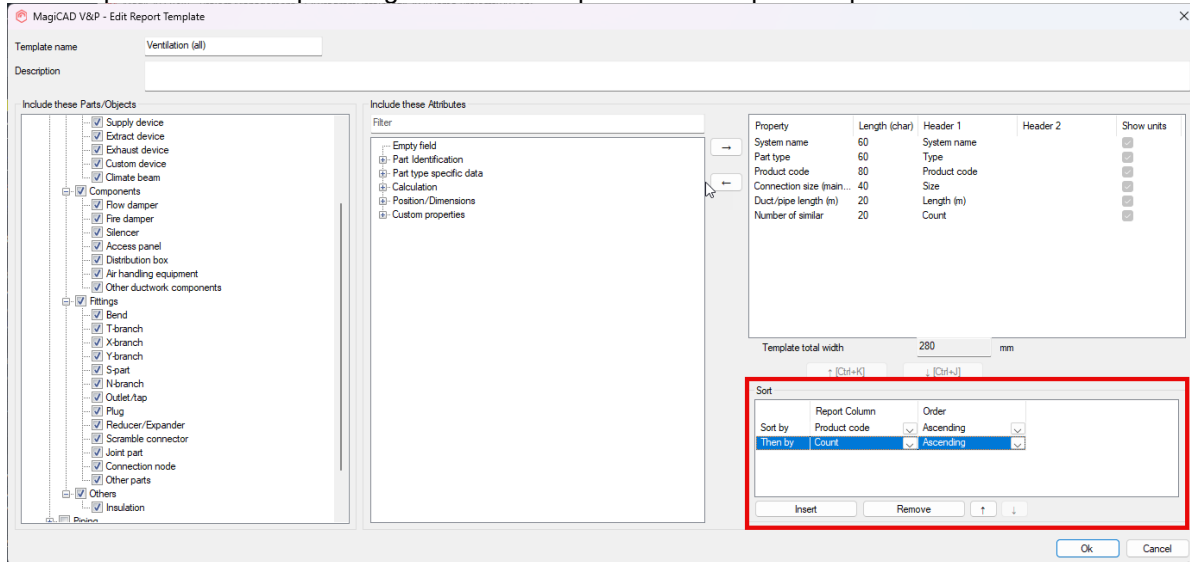 MagiCAD V&P - Edit Report Template
Template name
Ventilation (all)
Description
Include these Parts/Objects
Supply device
Extract device
Exhaust device
Custom device
Climate beam
Components
Flow damper
Fire damper
Silencer
Access panel
Distribution box
Air handling equipment
Other ductwork components
Fittings
Bend
T-branch
X-branch
Y-branch
S-part
N-branch
Outlet/tap
Plug
Reducer/Expander
Scramble connector
Joint part
Connection node
Other parts
Others
Insulation
Piping
Include these Attributes
Filter
Empty field
Part Identification
Part type specific data
Calculation
Position/Dimensions
Custom properties
→
←
Property Length (char) Header 1 Header 2 Show units
System name 60 System name
Part type 60 Type
Product code 80 Product code
Connection size (main... 40 Size
Duct/pipe length (m) 20 Length (m)
Number of similar 20 Count
Template total width 280 mm
↑ [Ctrl+K] ↓ [Ctrl+J]
Sort
Report Column Order
Sort by Product code Ascending
Then by Count Ascending
Insert Remove ↑ ↓
Ok Cancel